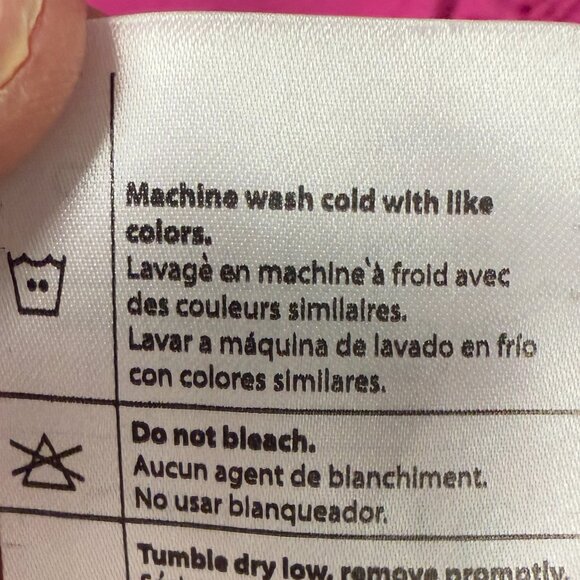 Machine wash cold with like
colors.
Lavagè en machine à froid avec
des couleurs similaires.
Lavar a máquina de lavado en frío
con colores similares.
Do not bleach.
Aucun agent de blanchiment.
No usar blanqueador.
Tumble dry low, remove promptly.